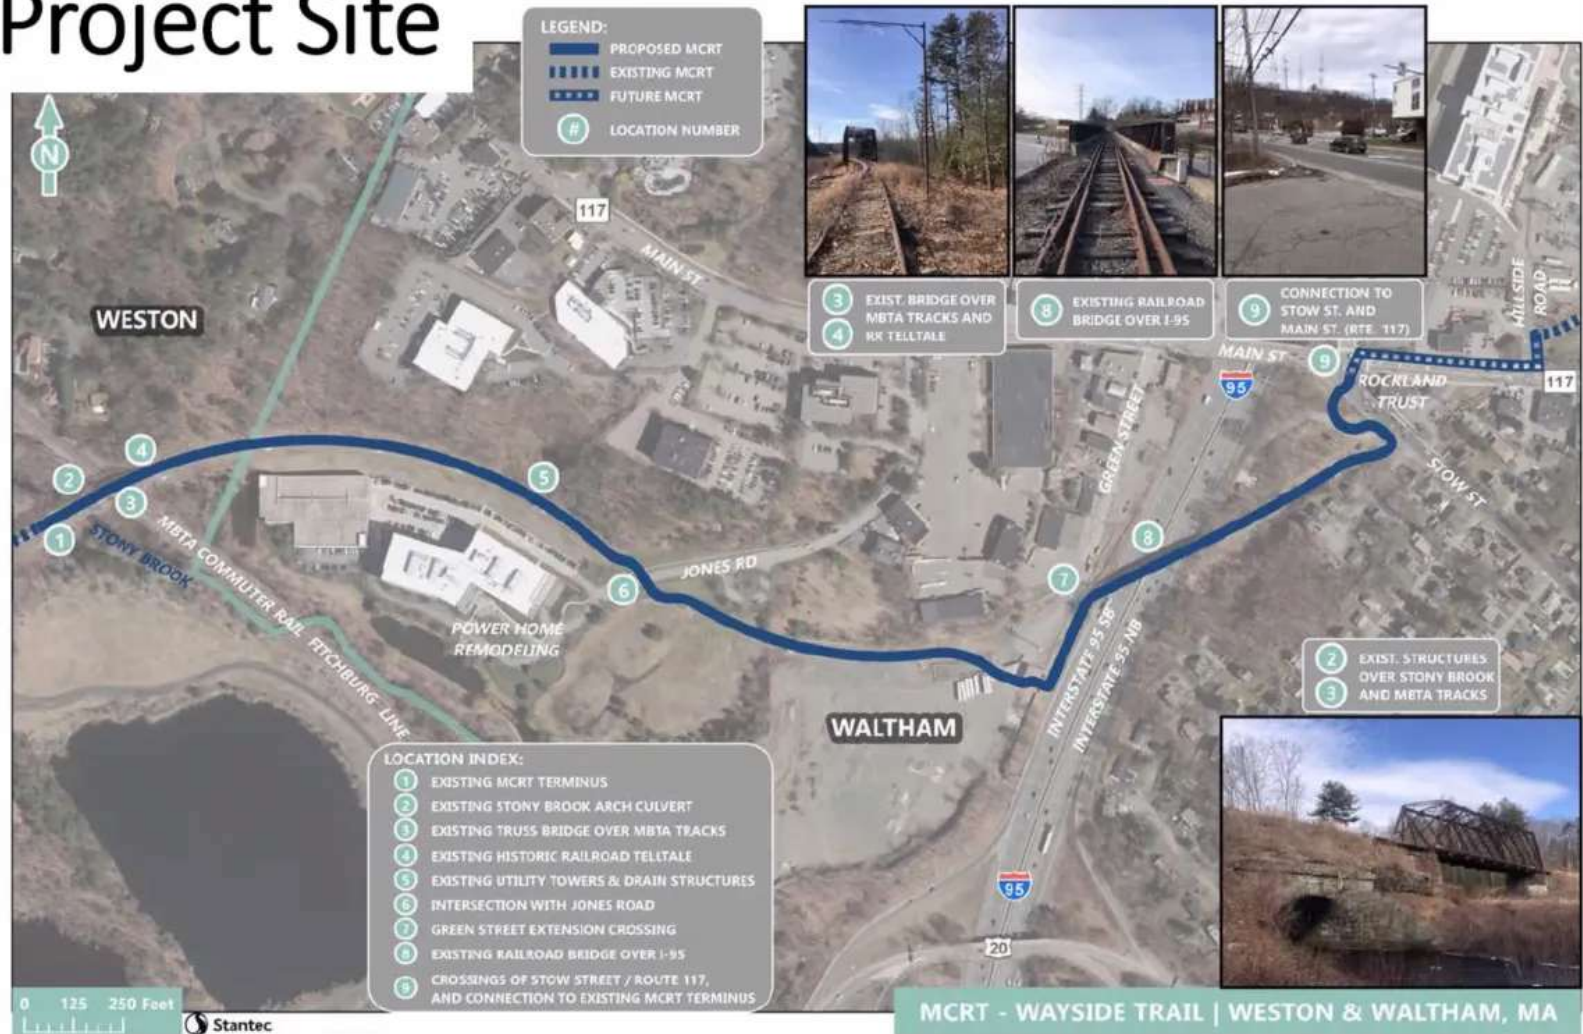 Project Site
LEGEND:
PROPOSED MCRT
EXISTING MCRT
FUTURE MCRT
# LOCATION NUMBER
N
117
MAIN ST
WESTON
3 EXIST. BRIDGE OVER
MBTA TRACKS AND
4 RR TELLTALE
8 EXISTING RAILROAD
BRIDGE OVER I-95
9 CONNECTION TO
STOW ST. AND
MAIN ST. (RTE. 117)
HILLSIDE
ROAD
MAIN ST
9
95
117
ROCKLAND
TRUST
GREEN STREET
STOW ST
4
2
3
1
5
8
7
6
STONY BROOK
MBTA COMMUTER RAIL FITCHBURG LINE
JONES RD
POWER HOME
REMODELING
INTERSTATE 95 SB
INTERSTATE 95 NB
WALTHAM
2 EXIST. STRUCTURES
OVER STONY BROOK
3 AND MBTA TRACKS
LOCATION INDEX:
1 EXISTING MCRT TERMINUS
2 EXISTING STONY BROOK ARCH CULVERT
3 EXISTING TRUSS BRIDGE OVER MBTA TRACKS
4 EXISTING HISTORIC RAILROAD TELLTALE
5 EXISTING UTILITY TOWERS & DRAIN STRUCTURES
6 INTERSECTION WITH JONES ROAD
7 GREEN STREET EXTENSION CROSSING
8 EXISTING RAILROAD BRIDGE OVER I-95
9 CROSSINGS OF STOW STREET / ROUTE 117,
AND CONNECTION TO EXISTING MCRT TERMINUS
95
20
0 125 250 Feet
Stantec
MCRT - WAYSIDE TRAIL | WESTON & WALTHAM, MA